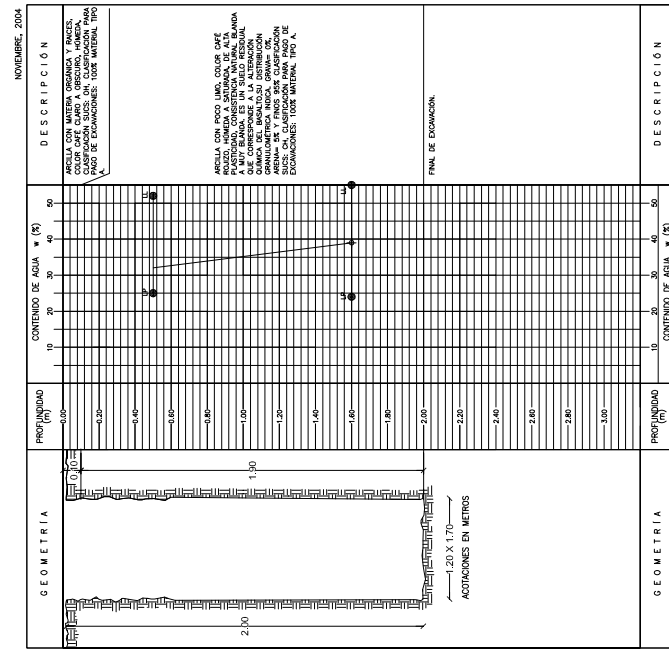 NOVIEMBRE, 2004
GEOMETRÍA
PROFUNDIDAD
(m)
CONTENIDO DE AGUA w (%)
10
20
30
40
50
DESCRIPCIÓN
0.10
1.90
2.00
1.20 X 1.70
ACOTACIONES EN METROS
0.00
0.20
0.40
0.60
0.80
1.00
1.20
1.40
1.60
1.80
2.00
2.20
2.40
2.60
2.80
3.00
LP
LL
LP
LL
ARCILLA CON MATERIA ORGÁNICA Y RAICES,
COLOR CAFÉ CLARO A OBSCURO, HÚMEDA,
CLASIFICACIÓN SUCS: OH, CLASIFICACIÓN PARA
PAGO DE EXCAVACIONES: 100% MATERIAL TIPO
A.
ARCILLA CON POCO LIMO, COLOR CAFÉ
ROJIZO, HÚMEDA A SATURADA, DE ALTA
PLASTICIDAD, CONSISTENCIA NATURAL BLANDA
A MUY BLANDA. ES UN SUELO RESIDUAL
QUE CORRESPONDE A LA ALTERACIÓN
QUÍMICA DEL BASALTO.SU DISTRIBUCIÓN
GRANULOMÉTRICA INDICA, GRAVA= 0%,
ARENA= 5% Y FINOS 95% CLASIFICACIÓN
SUCS: CH, CLASIFICACIÓN PARA PAGO DE
EXCAVACIONES: 100% MATERIAL TIPO A.
FINAL DE EXCAVACIÓN.
GEOMETRÍA
PROFUNDIDAD
(m)
10
20
30
40
50
CONTENIDO DE AGUA w (%)
DESCRIPCIÓN